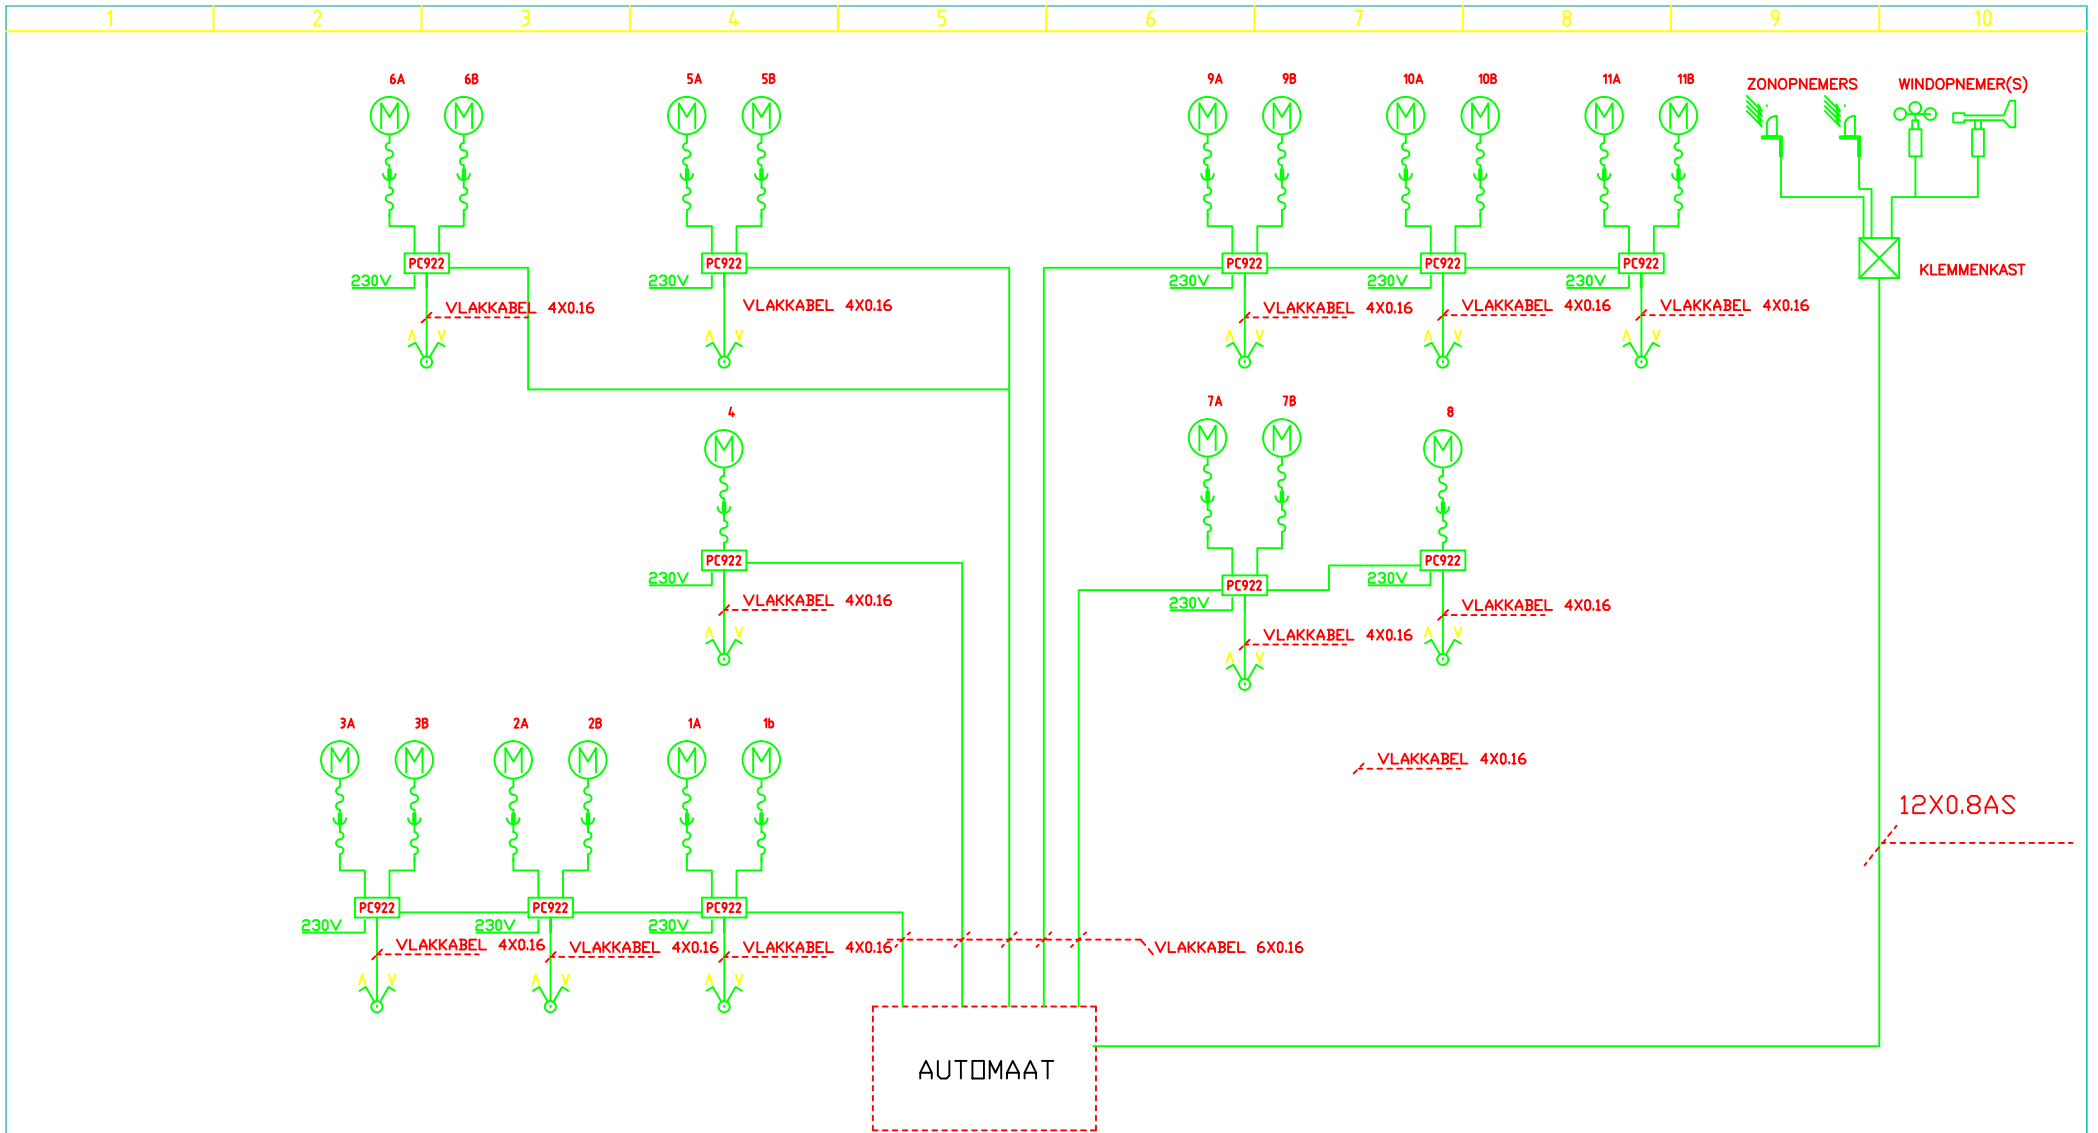 1 2 3 4 5 6 7 8 9 10
6A 6B 5A 5B 9A 9B 10A 10B 11A 11B
ZONOPNEMERS WINDOPNEMER(S)
M M M M M M M M M M
PC922 PC922 PC922 PC922 PC922
KLEMMENKAST
230V 230V 230V 230V 230V
VLAKKABEL 4X0.16 VLAKKABEL 4X0.16 VLAKKABEL 4X0.16 VLAKKABEL 4X0.16 VLAKKABEL 4X0.16
4 7A 7B 8
M M M M
PC922 PC922
230V 230V
PC922
230V
VLAKKABEL 4X0.16 VLAKKABEL 4X0.16
VLAKKABEL 4X0.16
3A 3B 2A 2B 1A 1b
M M M M M M
VLAKKABEL 4X0.16
12X0.8AS
PC922 PC922 PC922
230V 230V 230V
VLAKKABEL 4X0.16 VLAKKABEL 4X0.16 VLAKKABEL 4X0.16 VLAKKABEL 6X0.16
AUTOMAAT